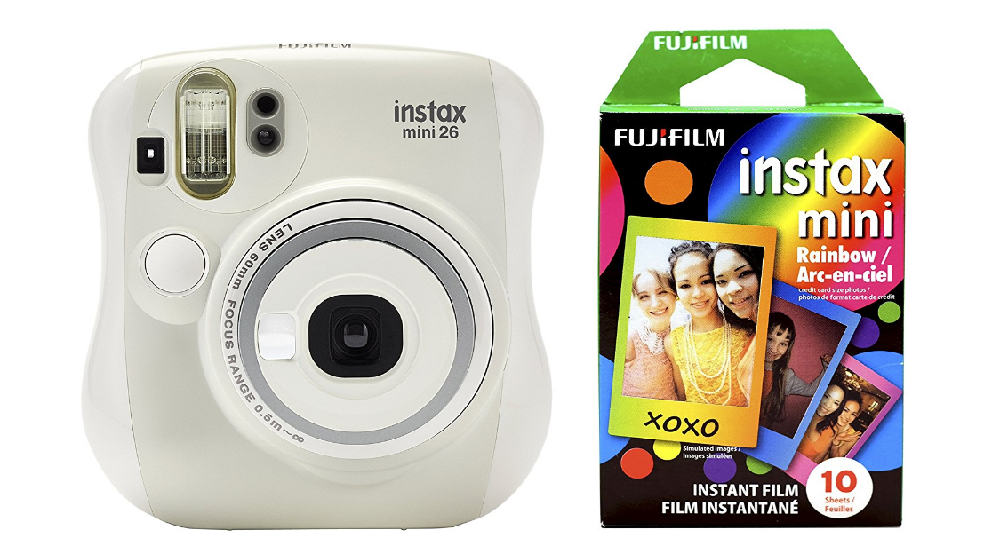 FUJIFILM
instax
mini 26
LENS 60mm FOCUS RANGE 0.5m~∞
FUJIFILM
FUJIFILM
instax
mini
Rainbow /
Arc-en-ciel
credit card size photos /
photos de format carte de crédit
XOXO
Simulated images /
Images simulées
INSTANT FILM
FILM INSTANTANÉ
10
Sheets /
Feuilles